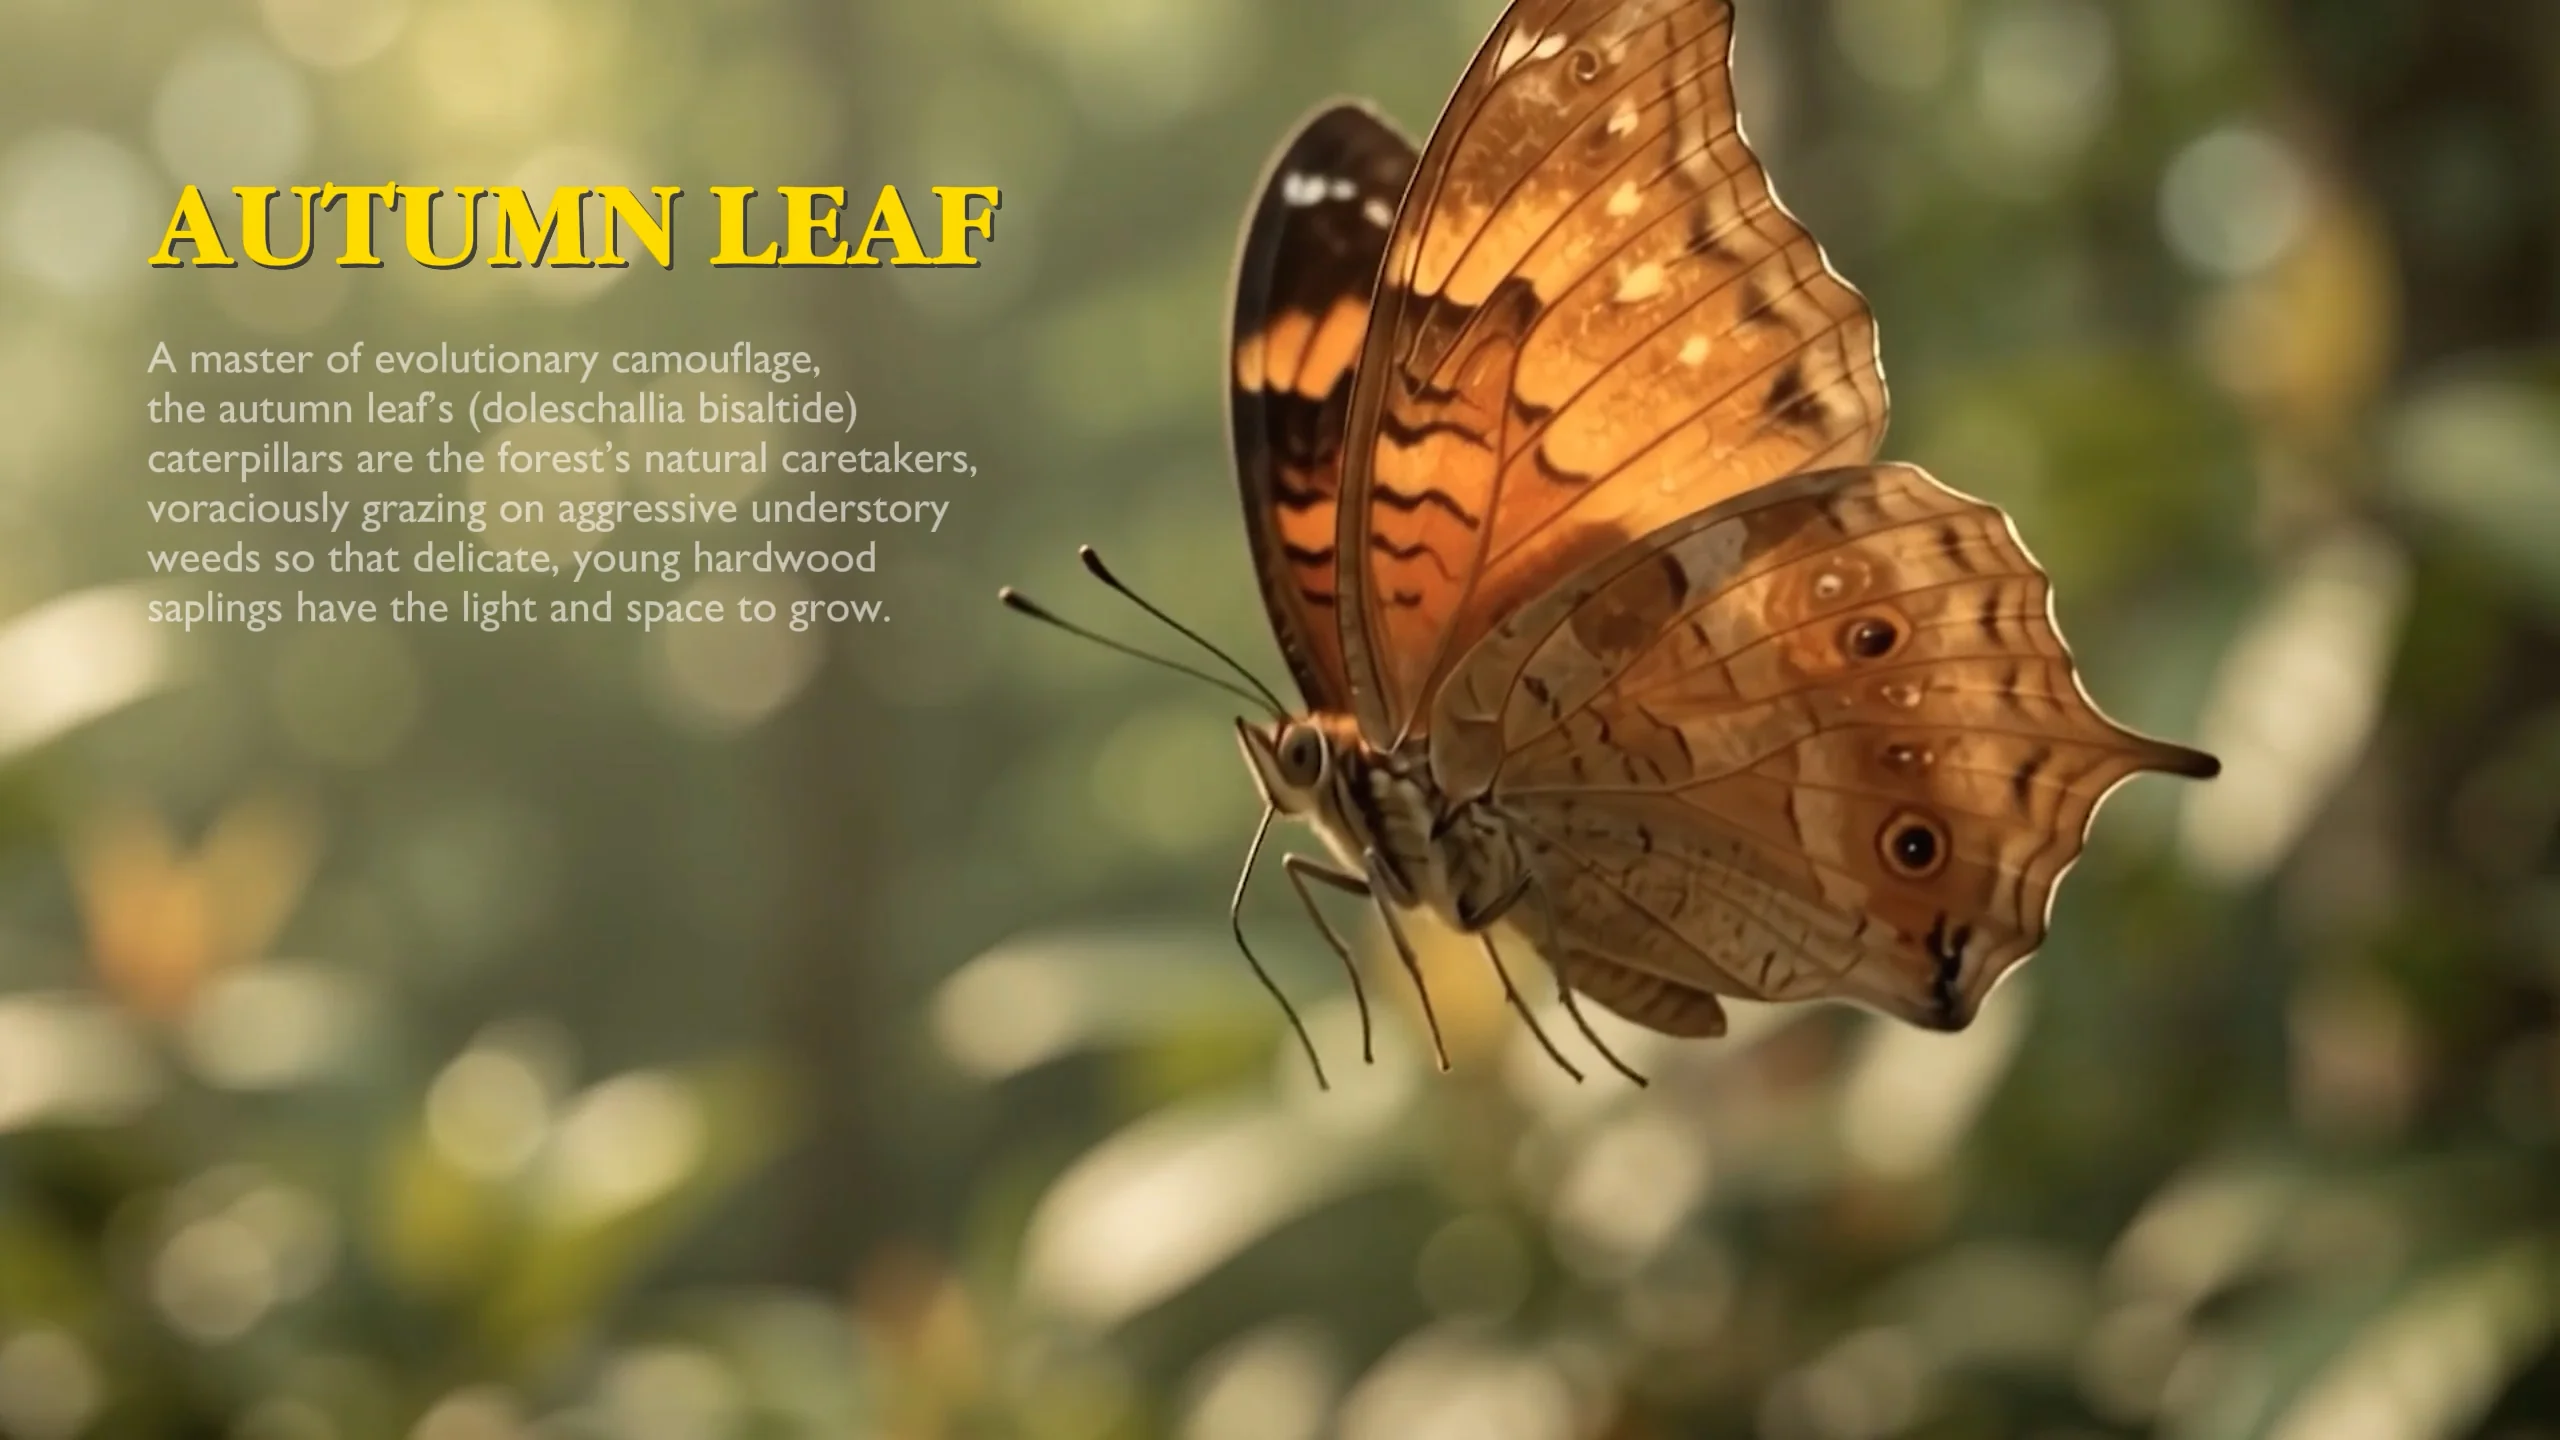 AUTUMN LEAF
A master of evolutionary camouflage,
the autumn leaf’s (doleschallia bisaltide)
caterpillars are the forest’s natural caretakers,
voraciously grazing on aggressive understory
weeds so that delicate, young hardwood
saplings have the light and space to grow.